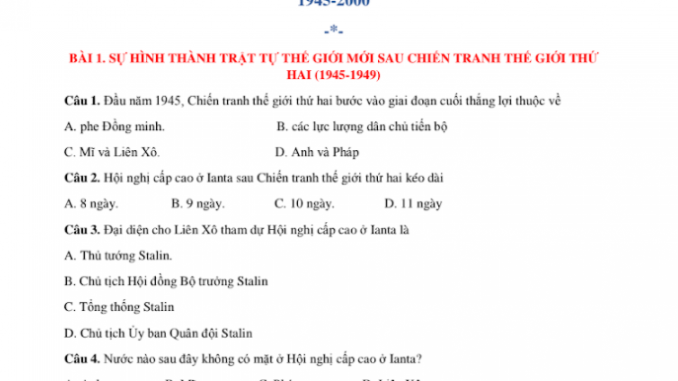 1945-2000
-*-
BÀI 1. SỰ HÌNH THÀNH TRẬT TỰ THẾ GIỚI MỚI SAU CHIẾN TRANH THẾ GIỚI THỨ
HAI (1945-1949)
Câu 1. Đầu năm 1945, Chiến tranh thế giới thứ hai bước vào giai đoạn cuối thắng lợi thuộc về
A. phe Đồng minh. B. các lực lượng dân chủ tiến bộ
C. Mĩ và Liên Xô. D. Anh và Pháp
Câu 2. Hội nghị cấp cao ở Ianta sau Chiến tranh thế giới thứ hai kéo dài
A. 8 ngày. B. 9 ngày. C. 10 ngày. D. 11 ngày
Câu 3. Đại diện cho Liên Xô tham dự Hội nghị cấp cao ở Ianta là
A. Thủ tướng Stalin.
B. Chủ tịch Hội đồng Bộ trưởng Stalin
C. Tổng thống Stalin
D. Chủ tịch Ủy ban Quân đội Stalin
Câu 4. Nước nào sau đây không có mặt ở Hội nghị cấp cao ở Ianta?